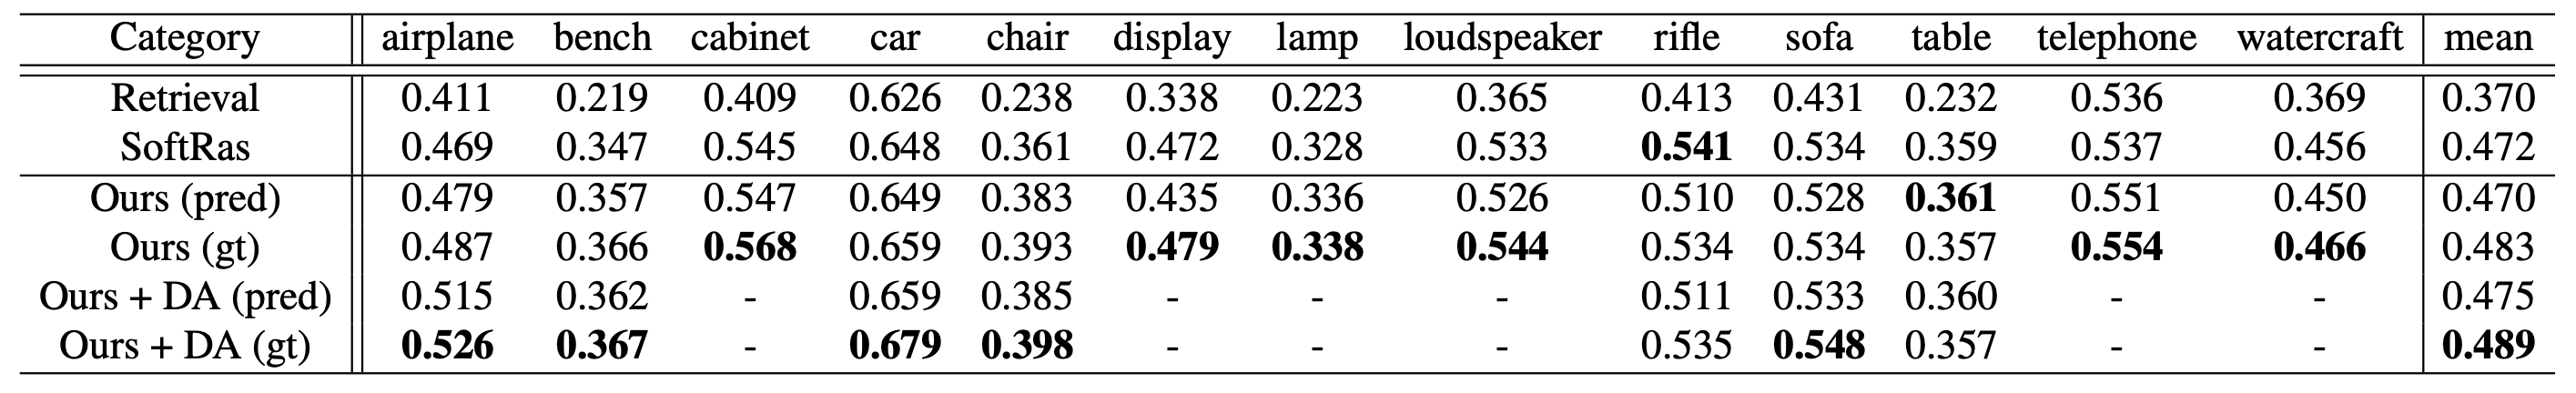 Category airplane bench cabinet car chair display lamp loudspeaker rifle sofa table telephone watercraft mean
Retrieval 0.411 0.219 0.409 0.626 0.238 0.338 0.223 0.365 0.413 0.431 0.232 0.536 0.369 0.370
SoftRas 0.469 0.347 0.545 0.648 0.361 0.472 0.328 0.533 0.541 0.534 0.359 0.537 0.456 0.472
Ours (pred) 0.479 0.357 0.547 0.649 0.383 0.435 0.336 0.526 0.510 0.528 0.361 0.551 0.450 0.470
Ours (gt) 0.487 0.366 0.568 0.659 0.393 0.479 0.338 0.544 0.534 0.534 0.357 0.554 0.466 0.483
Ours + DA (pred) 0.515 0.362 - 0.659 0.385 - - - 0.511 0.533 0.360 - - 0.475
Ours + DA (gt) 0.526 0.367 - 0.679 0.398 - - - 0.535 0.548 0.357 - - 0.489